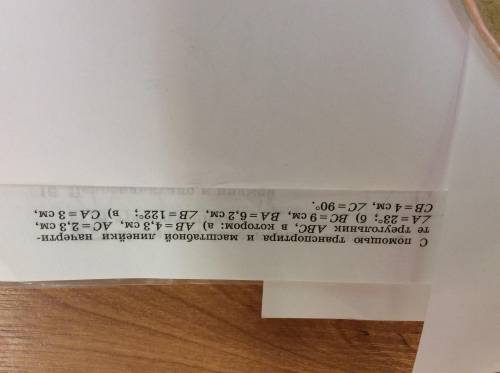 С помощью транспортира и масштабной линейки начерти-
те треугольник ABC, в котором: а) AB = 4,3 см, AC = 2,3 см,
∠A = 23°; б) BC = 9 см, BA = 6,2 см, ∠B = 122°; в) CA = 3 см,
CB = 4 см, ∠C = 90°.